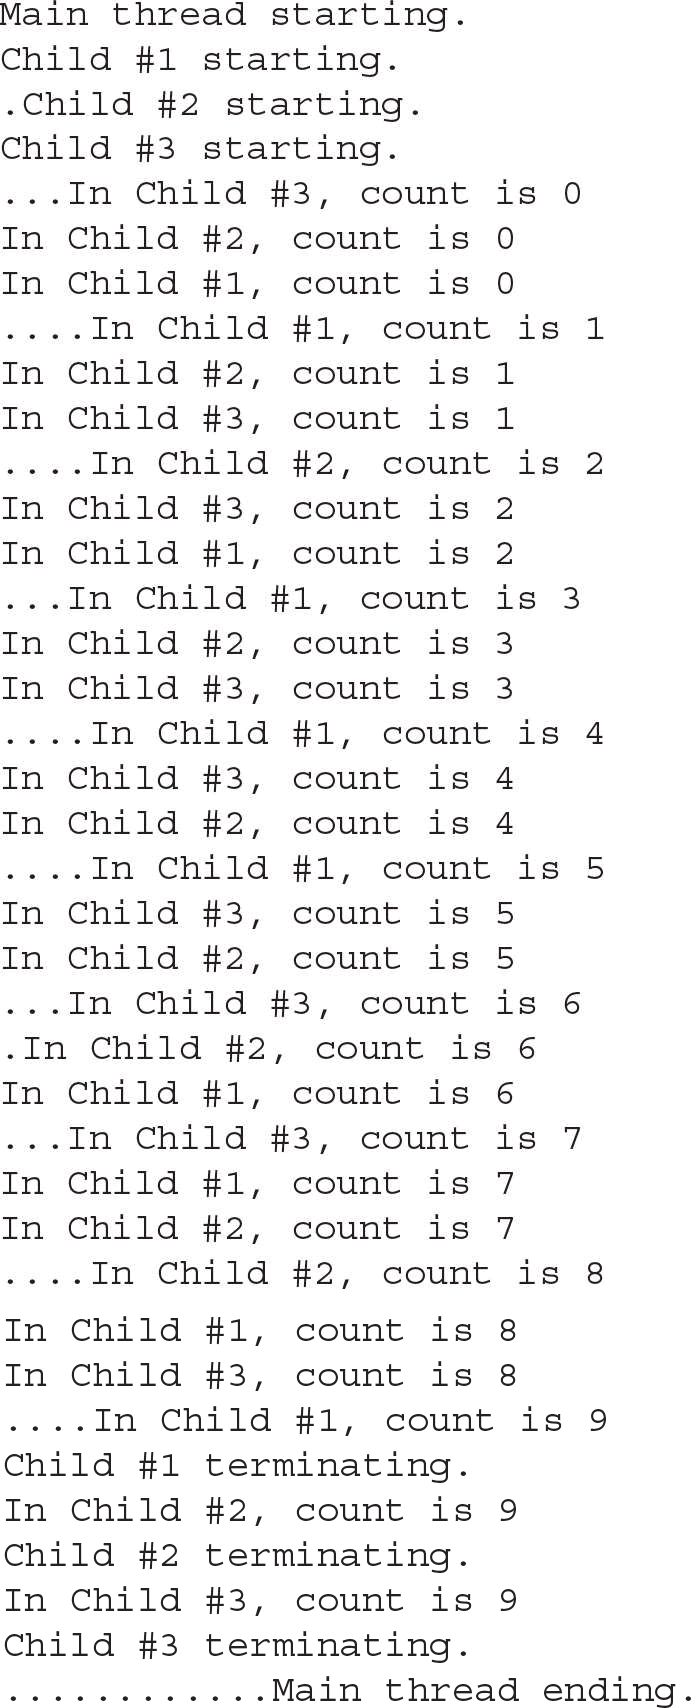 Main thread starting.
Child #1 starting.
.Child #2 starting.
Child #3 starting.
...In Child #3, count is 0
In Child #2, count is 0
In Child #1, count is 0
....In Child #1, count is 1
In Child #2, count is 1
In Child #3, count is 1
....In Child #2, count is 2
In Child #3, count is 2
In Child #1, count is 2
...In Child #1, count is 3
In Child #2, count is 3
In Child #3, count is 3
....In Child #1, count is 4
In Child #3, count is 4
In Child #2, count is 4
....In Child #1, count is 5
In Child #3, count is 5
In Child #2, count is 5
...In Child #3, count is 6
.In Child #2, count is 6
In Child #1, count is 6
...In Child #3, count is 7
In Child #1, count is 7
In Child #2, count is 7
....In Child #2, count is 8
In Child #1, count is 8
In Child #3, count is 8
....In Child #1, count is 9
Child #1 terminating.
In Child #2, count is 9
Child #2 terminating.
In Child #3, count is 9
Child #3 terminating.
............Main thread ending.